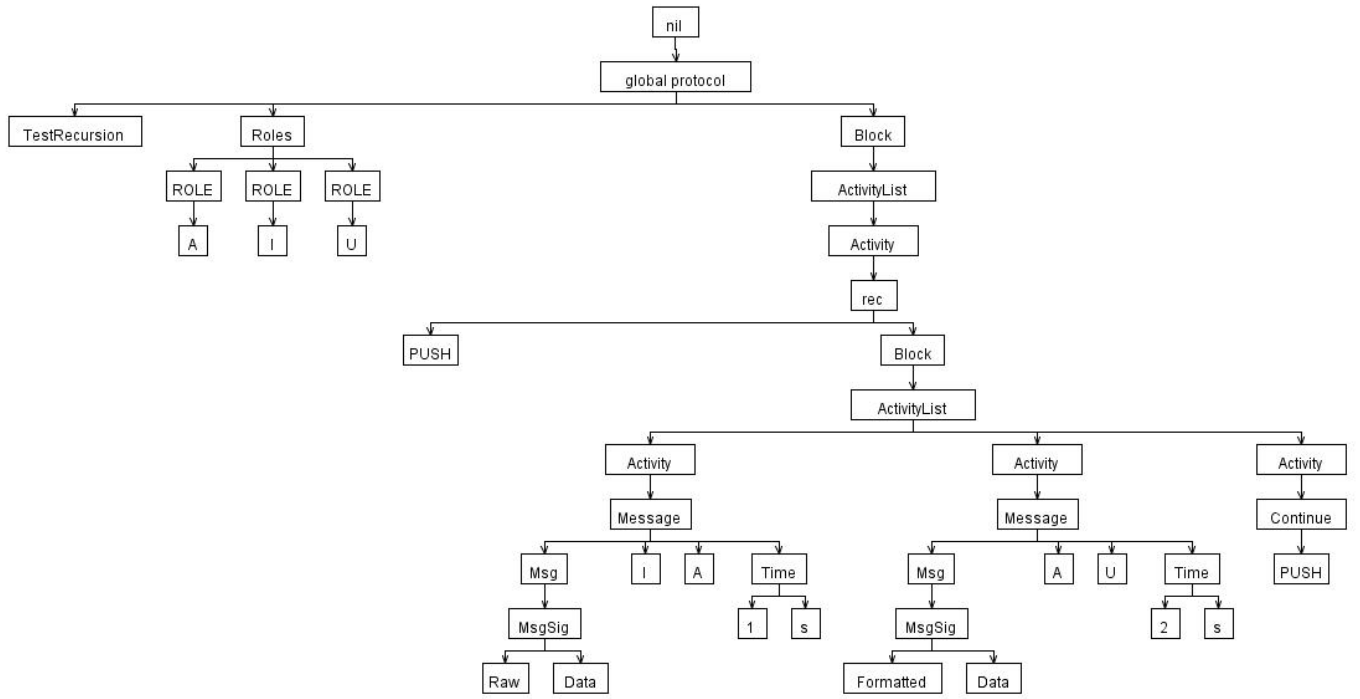 nil
global protocol
TestRecursion Roles Block
ROLE ROLE ROLE ActivityList
A I U Activity
rec
PUSH Block
ActivityList
Activity Activity Activity
Message Message Continue
Msg I A Time Msg A U Time PUSH
MsgSig 1 s MsgSig 2 s
Raw Data Formatted Data